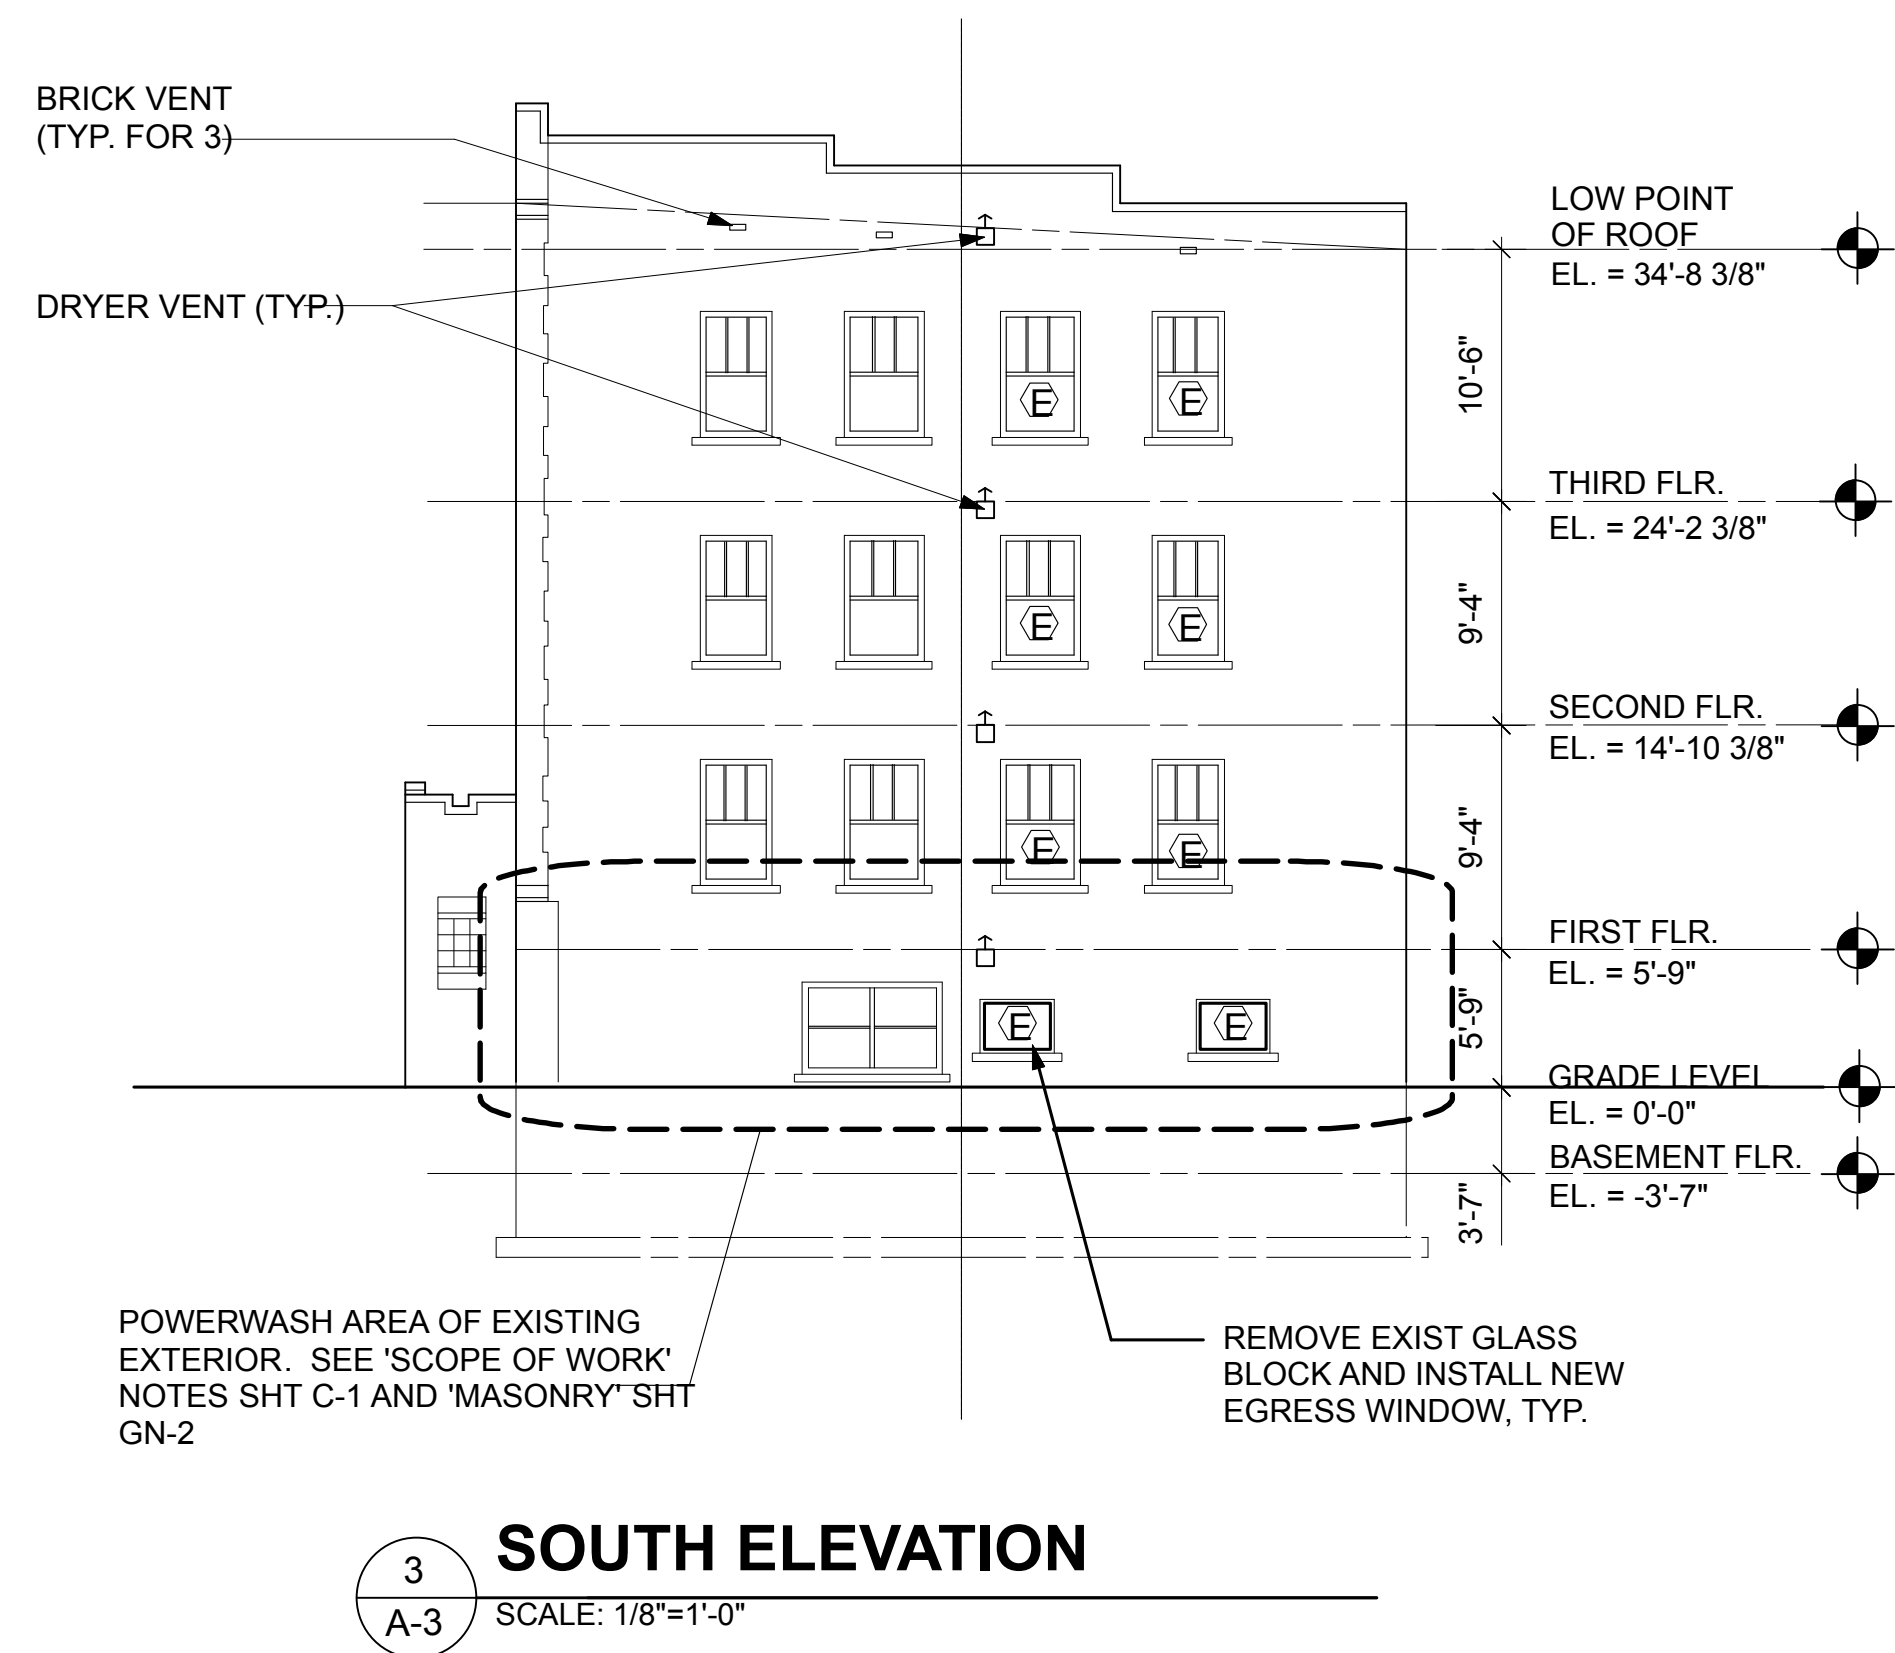 BRICK VENT
(TYP. FOR 3)
DRYER VENT (TYP.)
LOW POINT
OF ROOF
EL. = 34'-8 3/8"
10'-6"
THIRD FLR.
EL. = 24'-2 3/8"
9'-4"
SECOND FLR.
EL. = 14'-10 3/8"
9'-4"
FIRST FLR.
EL. = 5'-9"
5'-9"
GRADE LEVEL
EL. = 0'-0"
BASEMENT FLR.
EL. = -3'-7"
3'-7"
E E
E E
E E
E E
POWERWASH AREA OF EXISTING
EXTERIOR. SEE 'SCOPE OF WORK'
NOTES SHT C-1 AND 'MASONRY' SHT
GN-2
REMOVE EXIST GLASS
BLOCK AND INSTALL NEW
EGRESS WINDOW, TYP.
3
A-3
SOUTH ELEVATION
SCALE: 1/8"=1'-0"